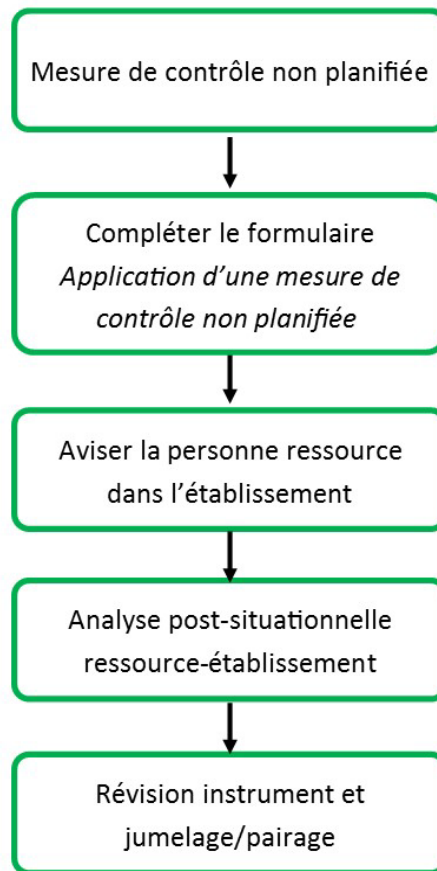 Mesure de contrôle non planifiée
Compléter le formulaire
Application d’une mesure de
contrôle non planifiée
Aviser la personne ressource
dans l’établissement
Analyse post-situationnelle
ressource-établissement
Révision instrument et
jumelage/pairage